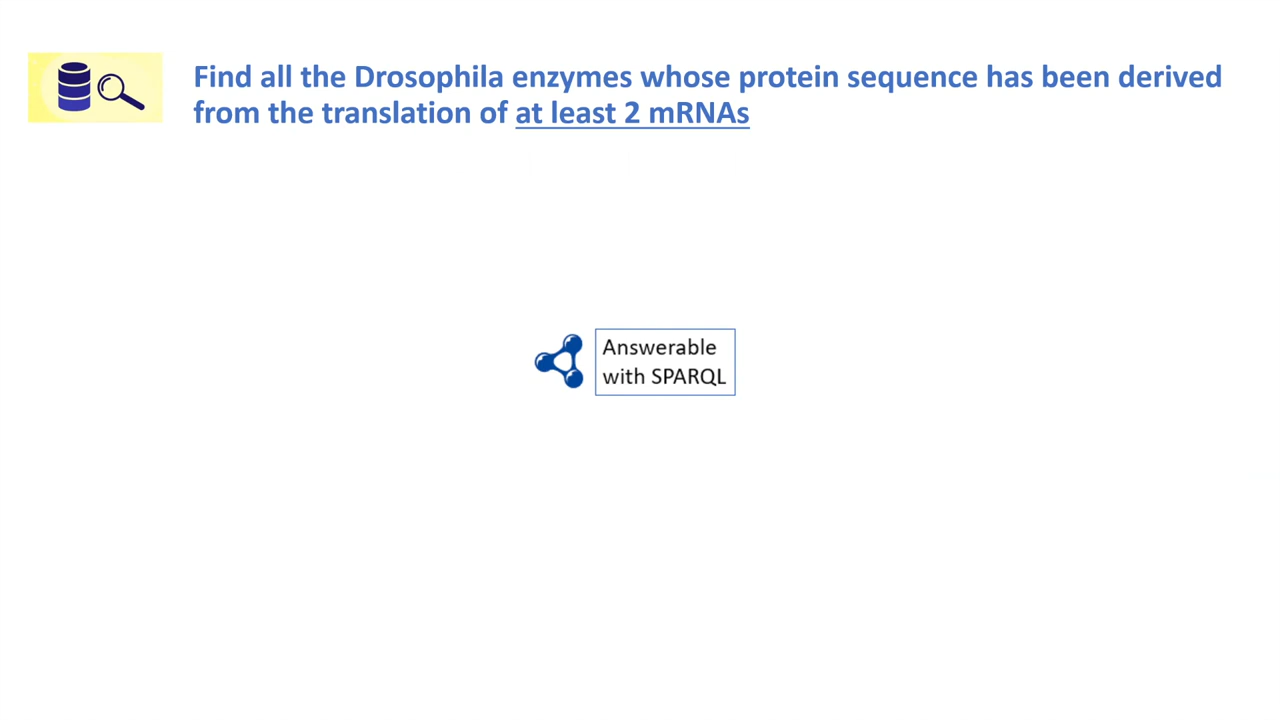 Find all the Drosophila enzymes whose protein sequence has been derived
from the translation of at least 2 mRNAs
Answerable
with SPARQL